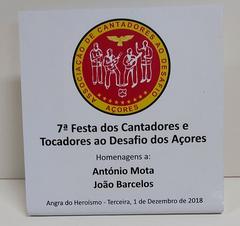 ASSOCIAÇÃO DE CANTADORES AO DESAFIO
AÇORES
7ª Festa dos Cantadores e
Tocadores ao Desafio dos Açores
Homenagens a:
António Mota
João Barcelos
Angra do Heroísmo - Terceira, 1 de Dezembro de 2018